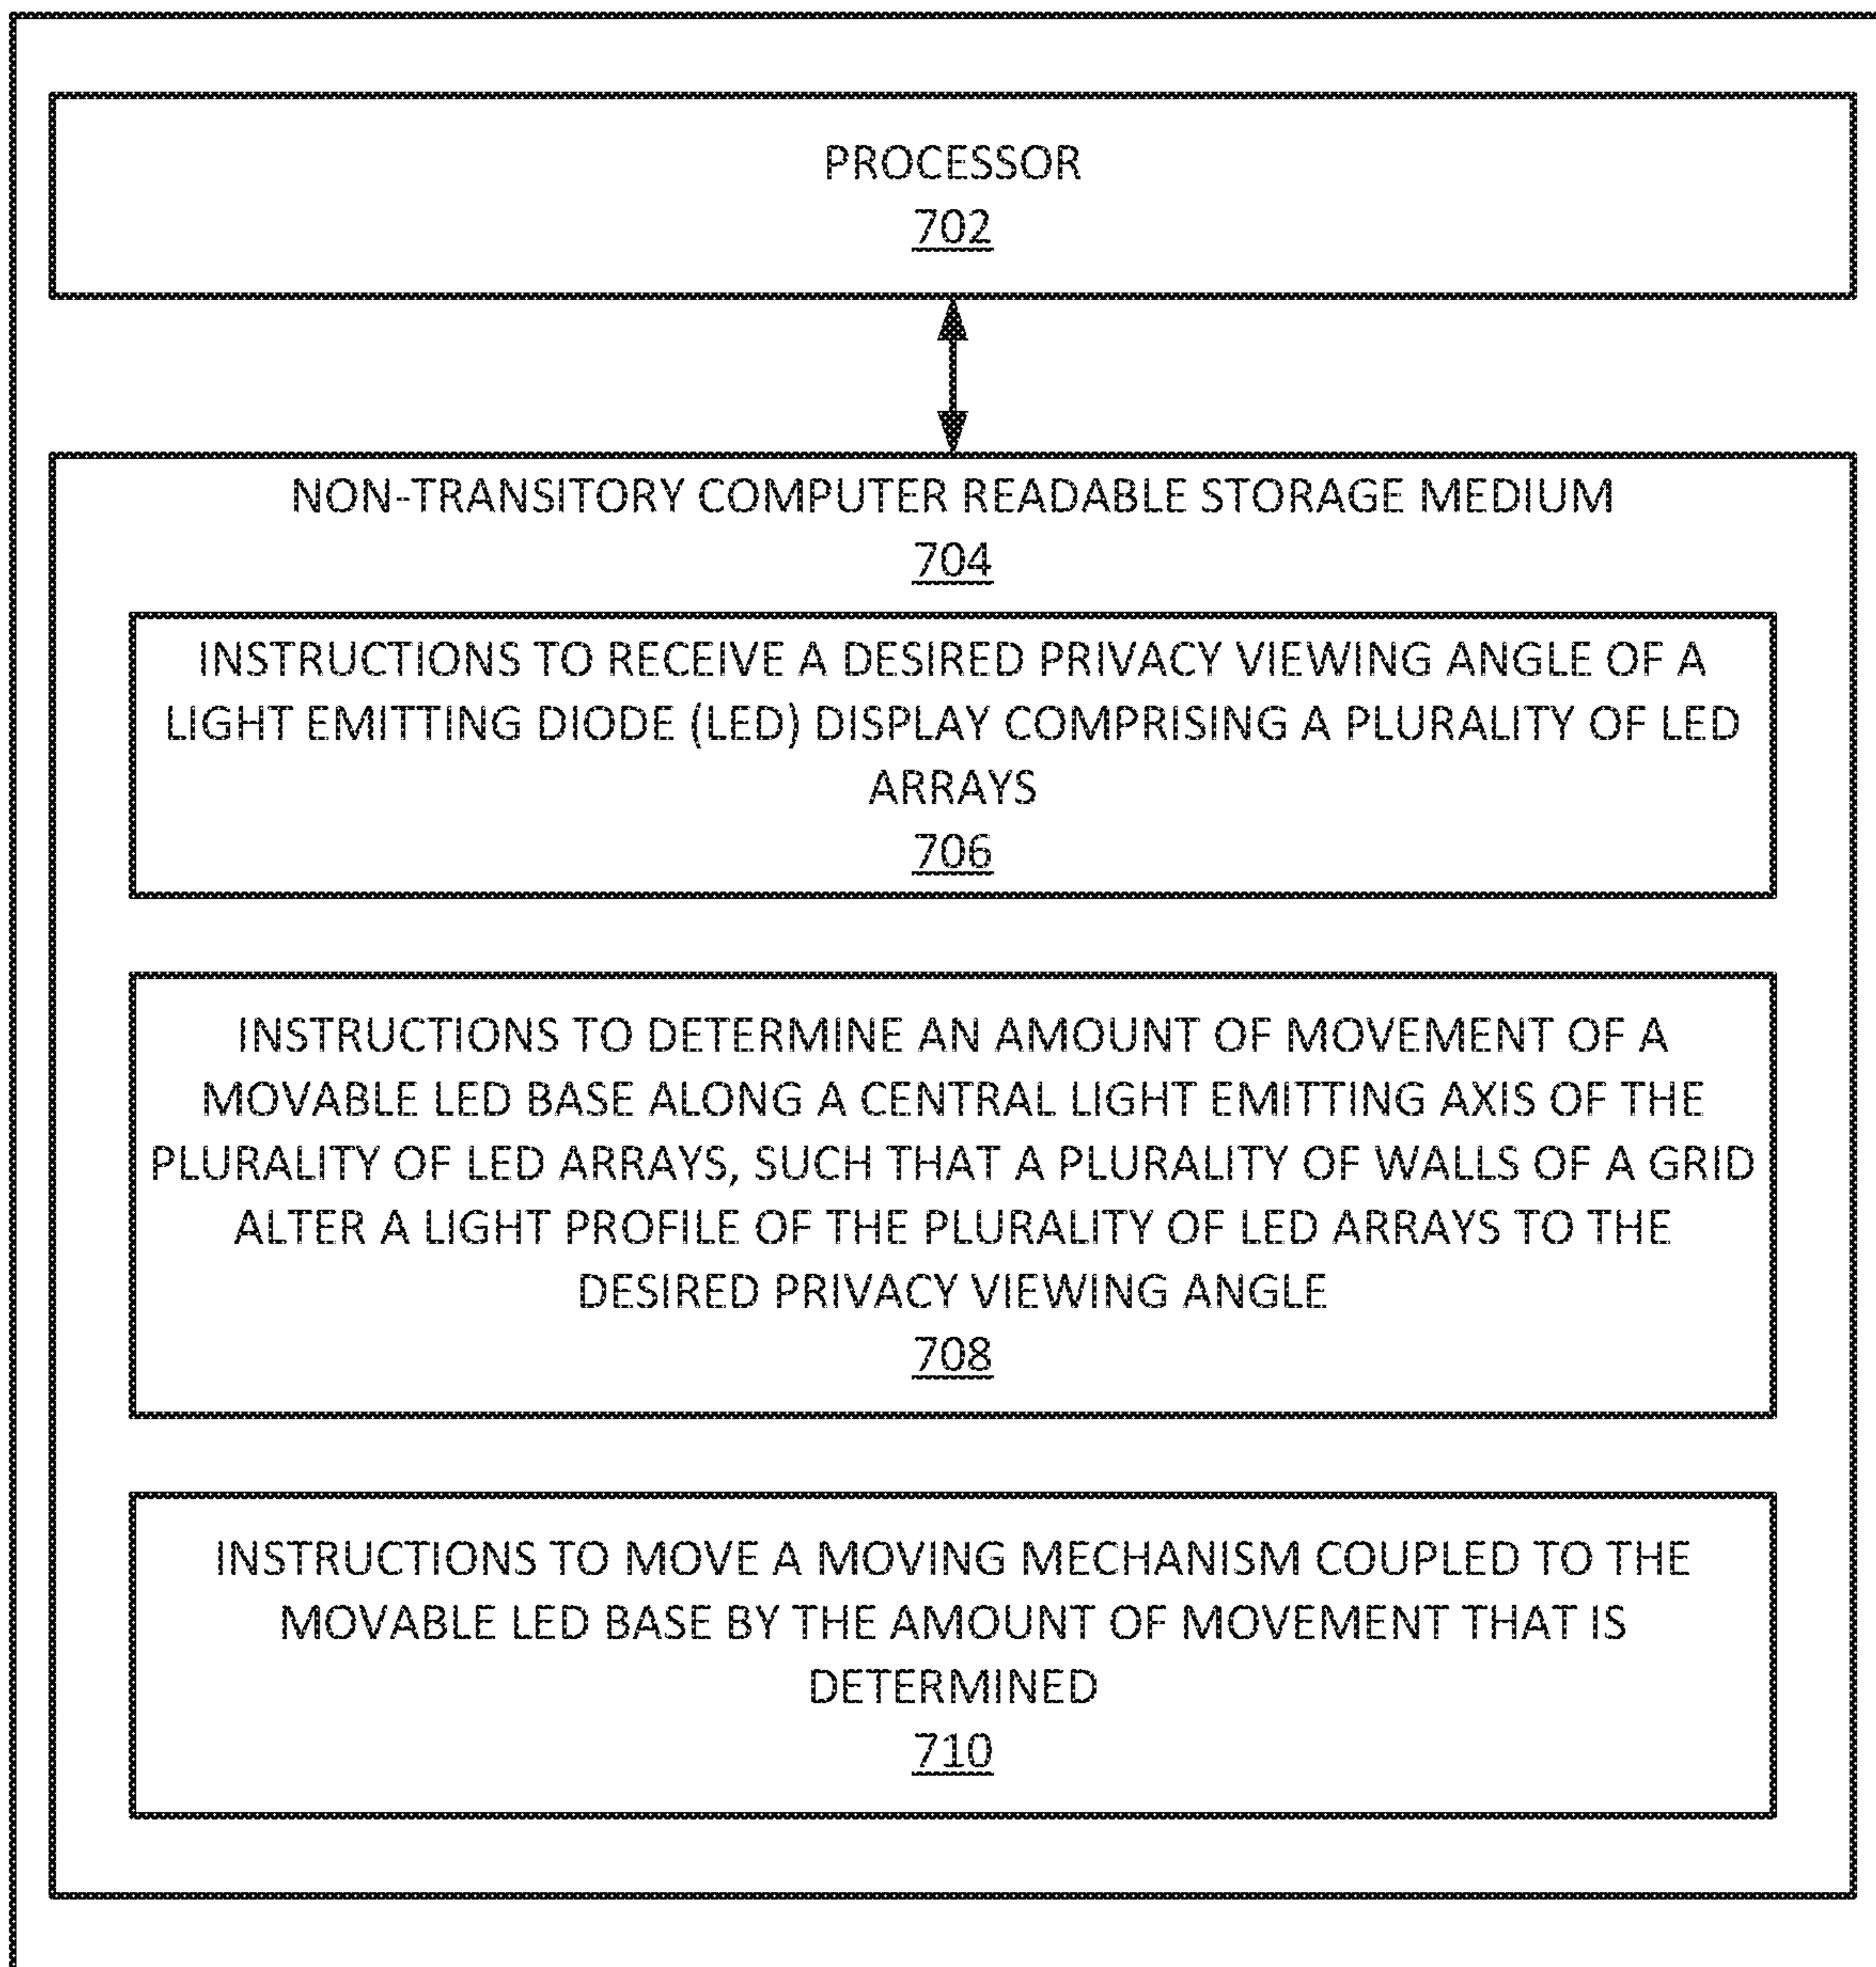 PROCESSOR
702
NON-TRANSITORY COMPUTER READABLE STORAGE MEDIUM
704
INSTRUCTIONS TO RECEIVE A DESIRED PRIVACY VIEWING ANGLE OF A
LIGHT EMITTING DIODE (LED) DISPLAY COMPRISING A PLURALITY OF LED
ARRAYS
706
INSTRUCTIONS TO DETERMINE AN AMOUNT OF MOVEMENT OF A
MOVABLE LED BASE ALONG A CENTRAL LIGHT EMITTING AXIS OF THE
PLURALITY OF LED ARRAYS, SUCH THAT A PLURALITY OF WALLS OF A GRID
ALTER A LIGHT PROFILE OF THE PLURALITY OF LED ARRAYS TO THE
DESIRED PRIVACY VIEWING ANGLE
708
INSTRUCTIONS TO MOVE A MOVING MECHANISM COUPLED TO THE
MOVABLE LED BASE BY THE AMOUNT OF MOVEMENT THAT IS
DETERMINED
710